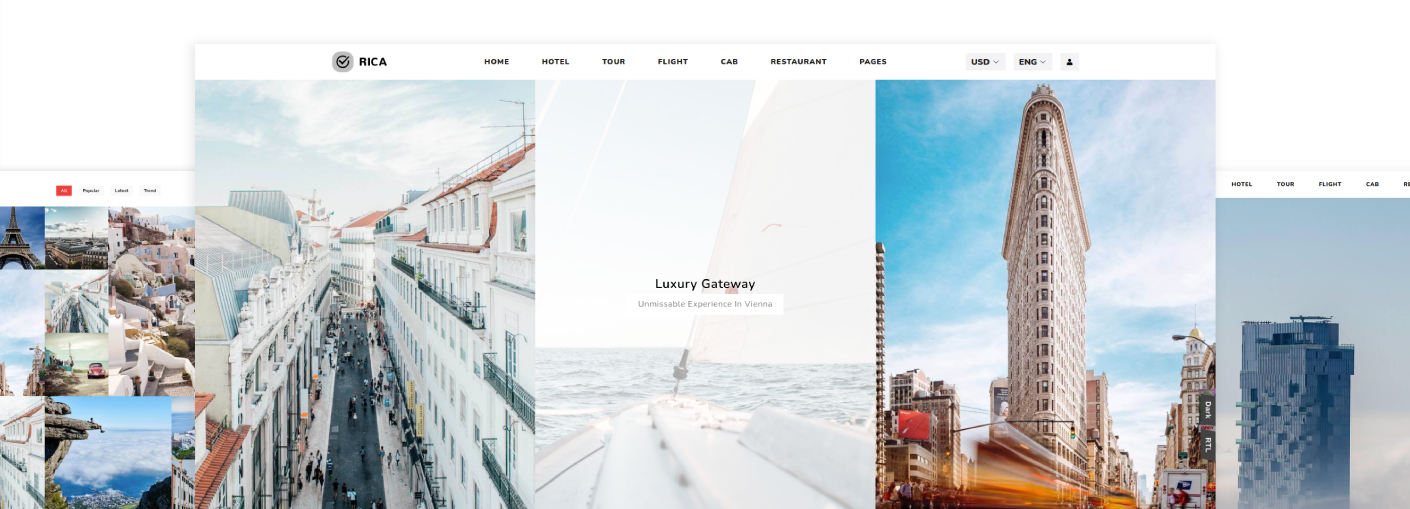 RICA
HOME HOTEL TOUR FLIGHT CAB RESTAURANT PAGES
USD ENG
All Popular Latest Trend
HOTEL TOUR FLIGHT CAB
Luxury Gateway
Unmissable Experience In Vienna
Dark
RTL